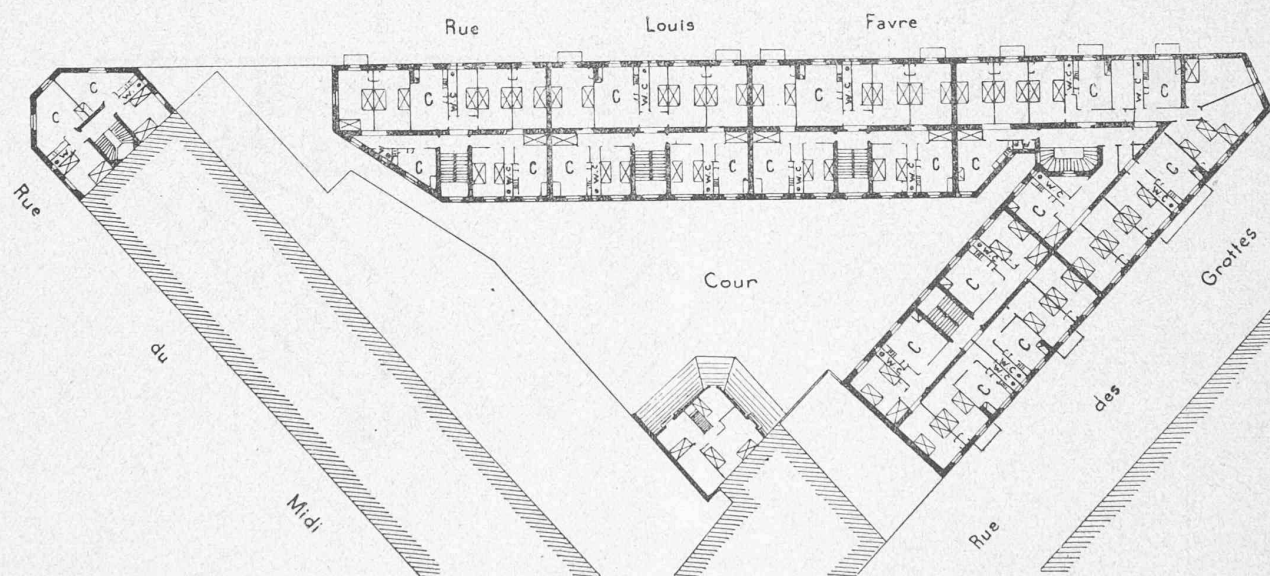 Rue Louis Favre
C C C C C C C
W.C. W.C. W.C. W.C. W.C.
C C
C C C C C C C C
W.C. W.C. W.C.
Rue du Midi
Cour
C C C C C C
W.C. W.C. W.C. W.C.
Rue des Grottes